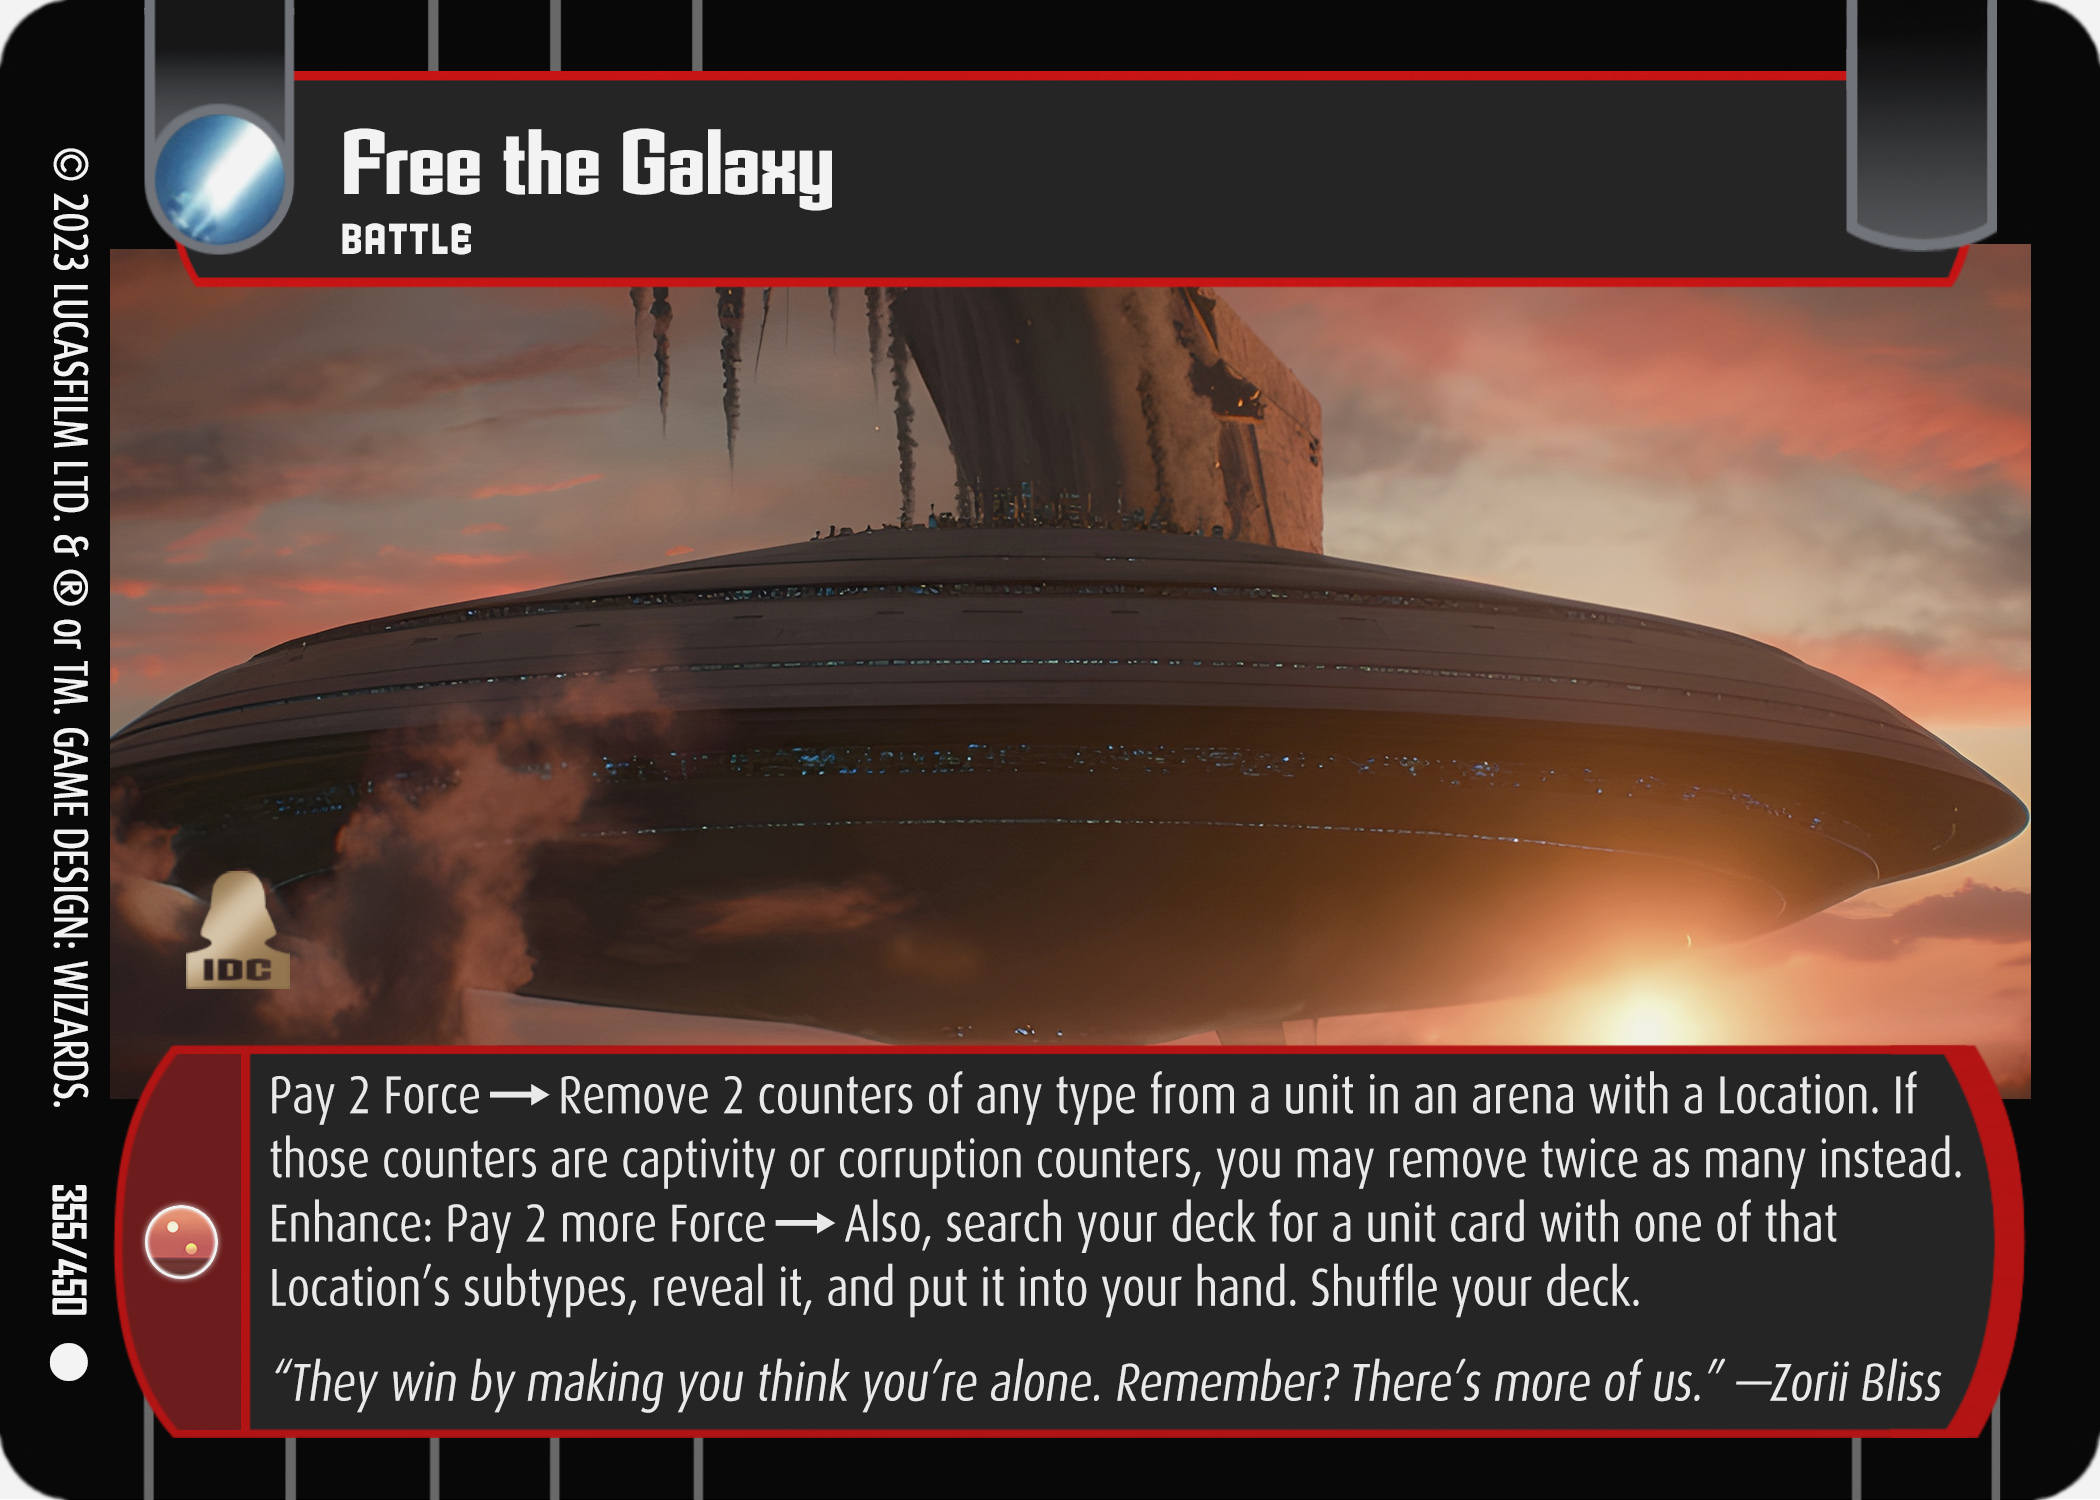 Free the Galaxy
BATTLE
IDC
Pay 2 Force → Remove 2 counters of any type from a unit in an arena with a Location. If
those counters are captivity or corruption counters, you may remove twice as many instead.
Enhance: Pay 2 more Force → Also, search your deck for a unit card with one of that
Location's subtypes, reveal it, and put it into your hand. Shuffle your deck.
“They win by making you think you're alone. Remember? There's more of us.” —Zorii Bliss
© 2023 LUCASFILM LTD. & ® or TM. GAME DESIGN: WIZARDS. 355/450